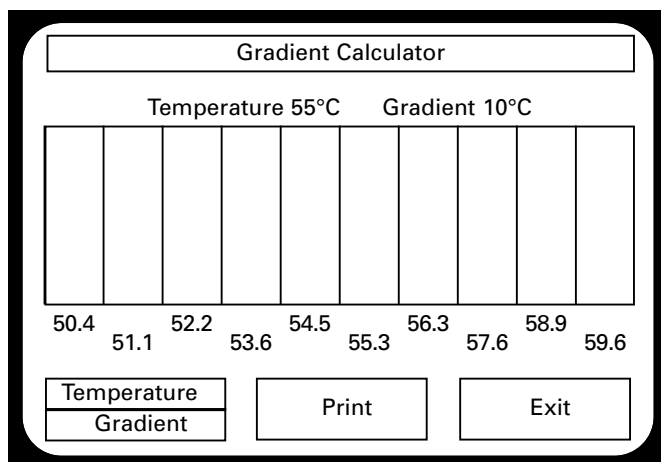 Gradient Calculator
Temperature 55°C Gradient 10°C
50.4 51.1 52.2 53.6 54.5 55.3 56.3 57.6 58.9 59.6
Temperature
Gradient
Print
Exit